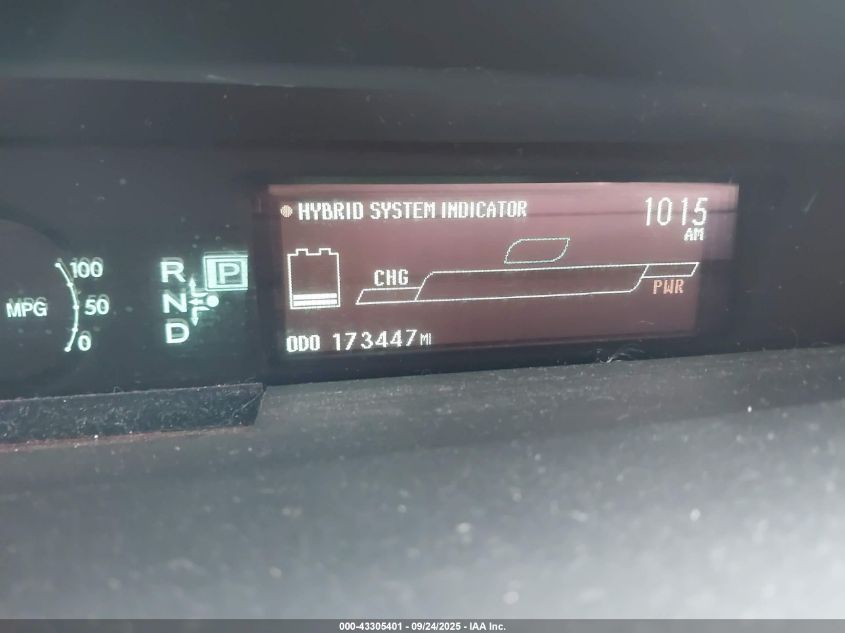 HYBRID SYSTEM INDICATOR
1015
AM
100
MPG
50
0
R
P
N
D
CHG
PWR
ODO 173447 MI
000-43305401 - 09/24/2025 - IAA Inc.